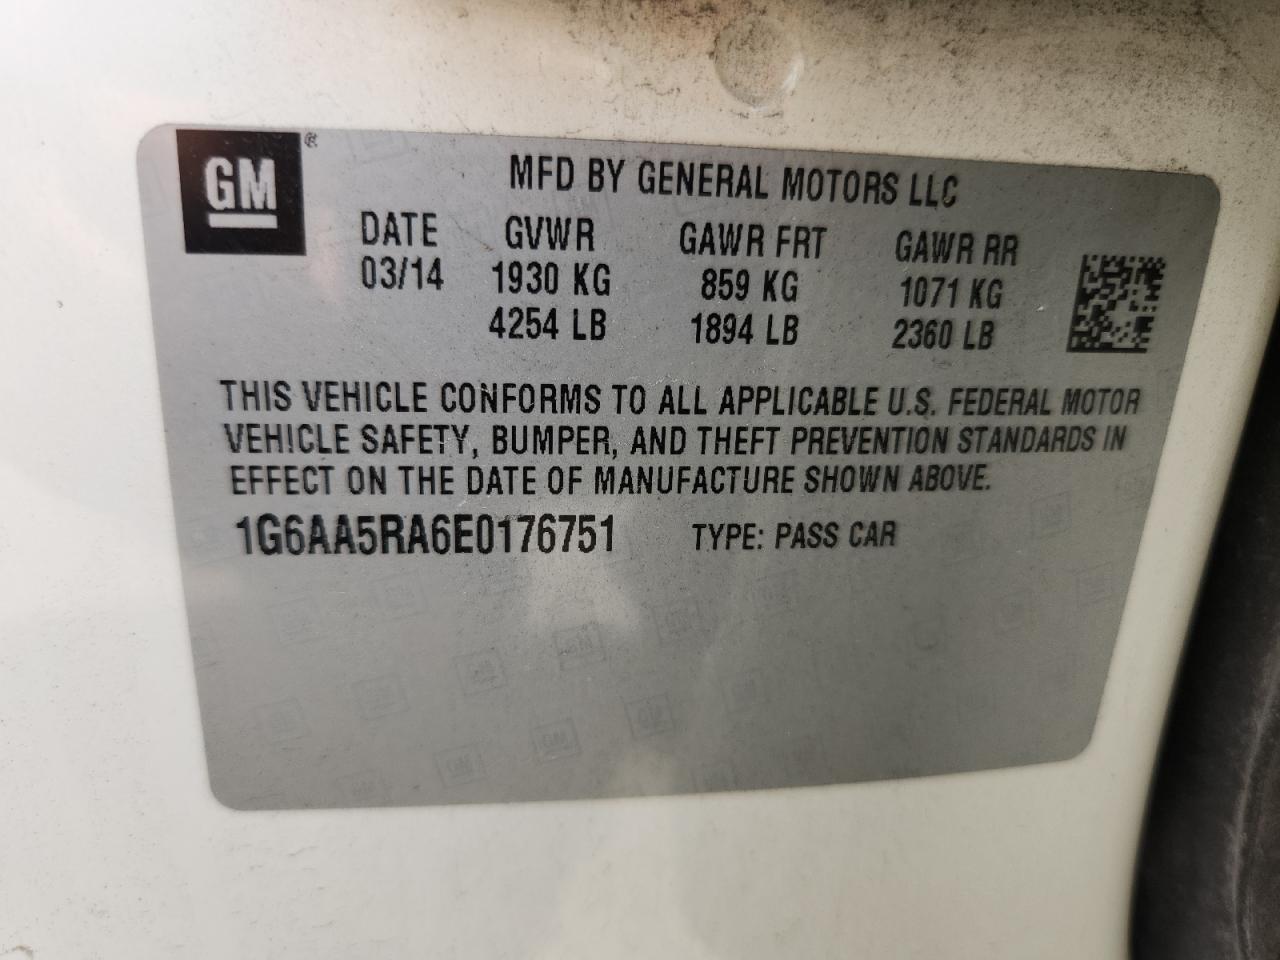 GM®
MFD BY GENERAL MOTORS LLC
DATE GVWR GAWR FRT GAWR RR
03/14 1930 KG 859 KG 1071 KG
4254 LB 1894 LB 2360 LB
THIS VEHICLE CONFORMS TO ALL APPLICABLE U.S. FEDERAL MOTOR
VEHICLE SAFETY, BUMPER, AND THEFT PREVENTION STANDARDS IN
EFFECT ON THE DATE OF MANUFACTURE SHOWN ABOVE.
1G6AA5RA6E0176751 TYPE: PASS CAR